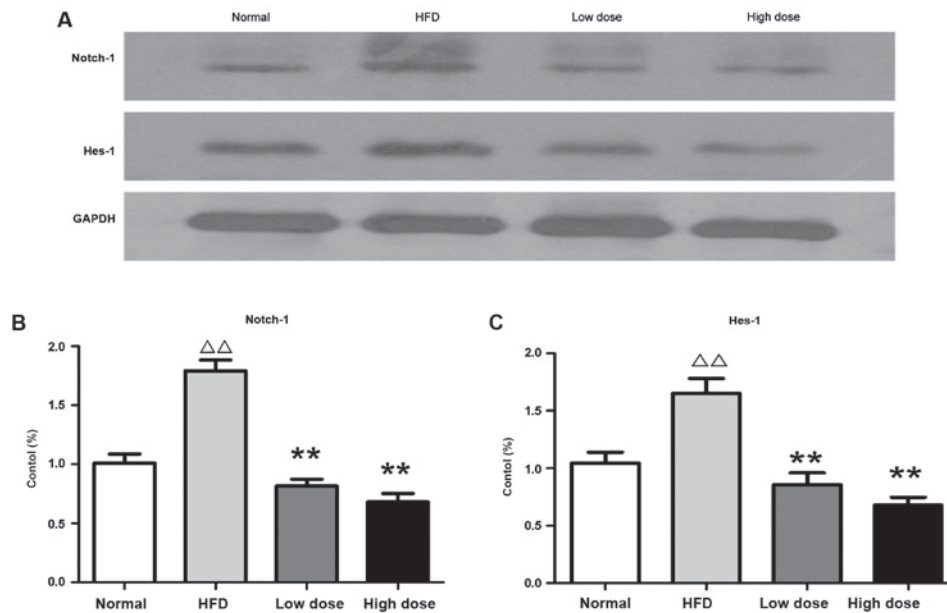 A
Normal HFD Low dose High dose
Notch-1
Hes-1
GAPDH
B
Notch-1
Contol (%)
2.0
1.5
1.0
0.5
0.0
△△
**
**
Normal HFD Low dose High dose
C
Hes-1
Contol (%)
2.0
1.5
1.0
0.5
0.0
△△
**
**
Normal HFD Low dose High dose